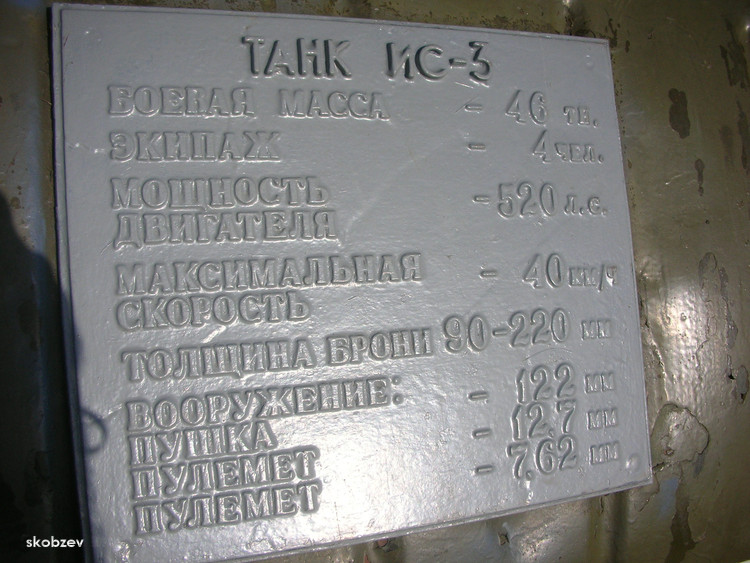 ТАНК ИС-3
БОЕВАЯ МАССА - 46 тн.
ЭКИПАЖ - 4 чел.
МОЩНОСТЬ
ДВИГАТЕЛЯ - 520 л.с.
МАКСИМАЛЬНАЯ - 40 км/ч
СКОРОСТЬ
ТОЛЩИНА БРОНИ 90-220 мм
ВООРУЖЕНИЕ:
ПУШКА - 122 мм
ПУЛЕМЕТ - 12.7 мм
ПУЛЕМЕТ - 7.62 мм
skobzev